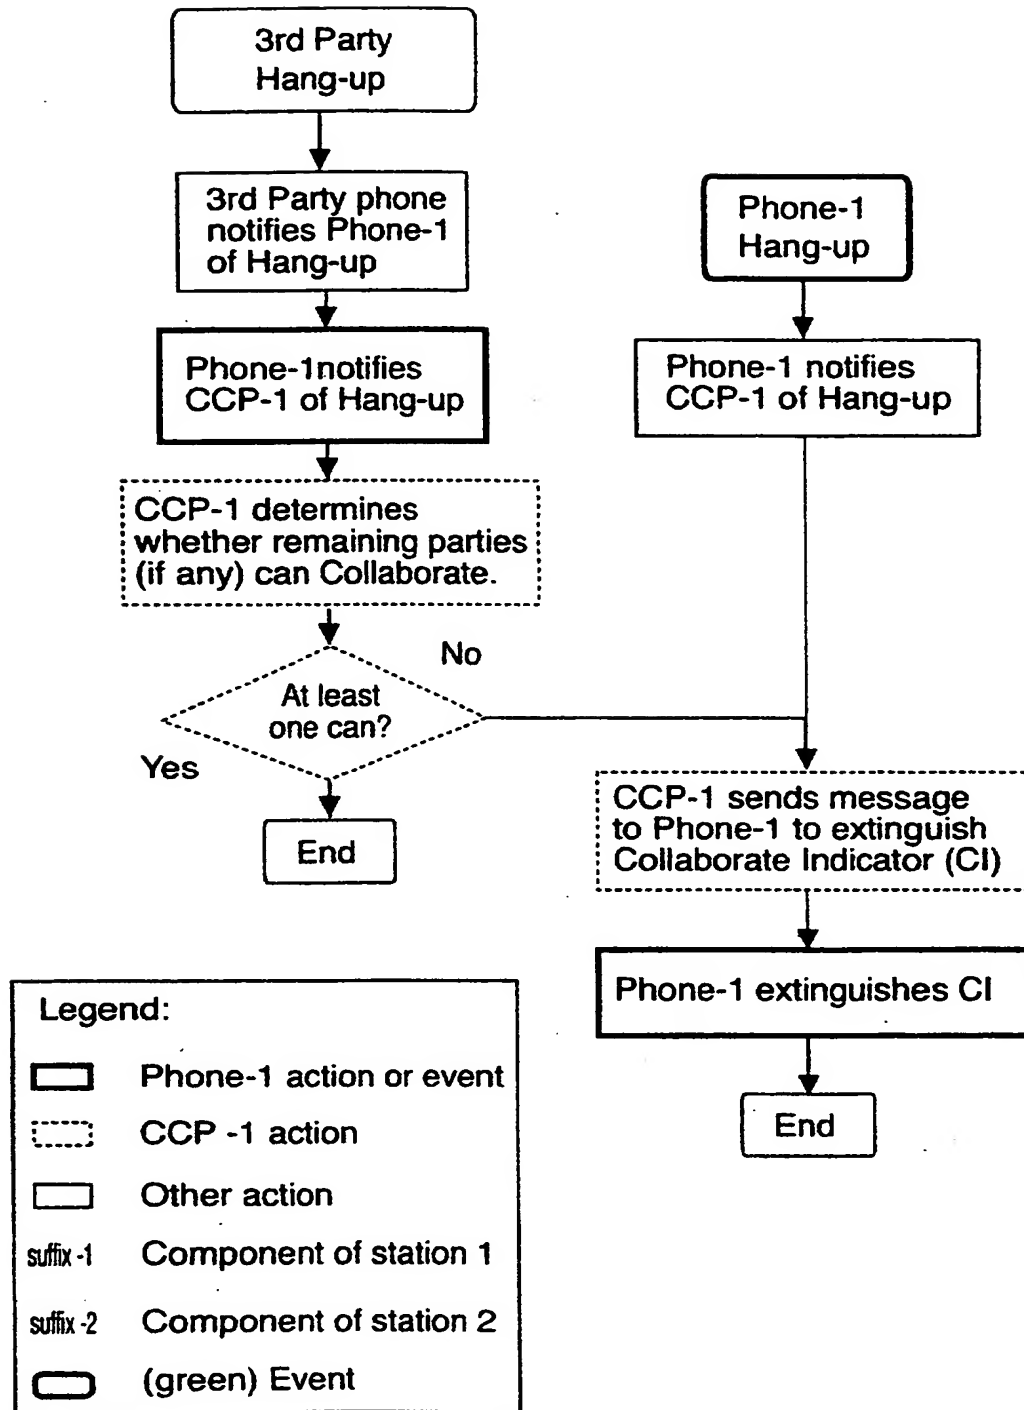 3rd Party
Hang-up
3rd Party phone
notifies Phone-1
of Hang-up
Phone-1notifies
CCP-1 of Hang-up
CCP-1 determines
whether remaining parties
(if any) can Collaborate.
At least
one can?
No
Yes
End
Phone-1
Hang-up
Phone-1 notifies
CCP-1 of Hang-up
CCP-1 sends message
to Phone-1 to extinguish
Collaborate Indicator (CI)
Phone-1 extinguishes CI
End
Legend:
Phone-1 action or event
CCP -1 action
Other action
suffix -1 Component of station 1
suffix -2 Component of station 2
(green) Event